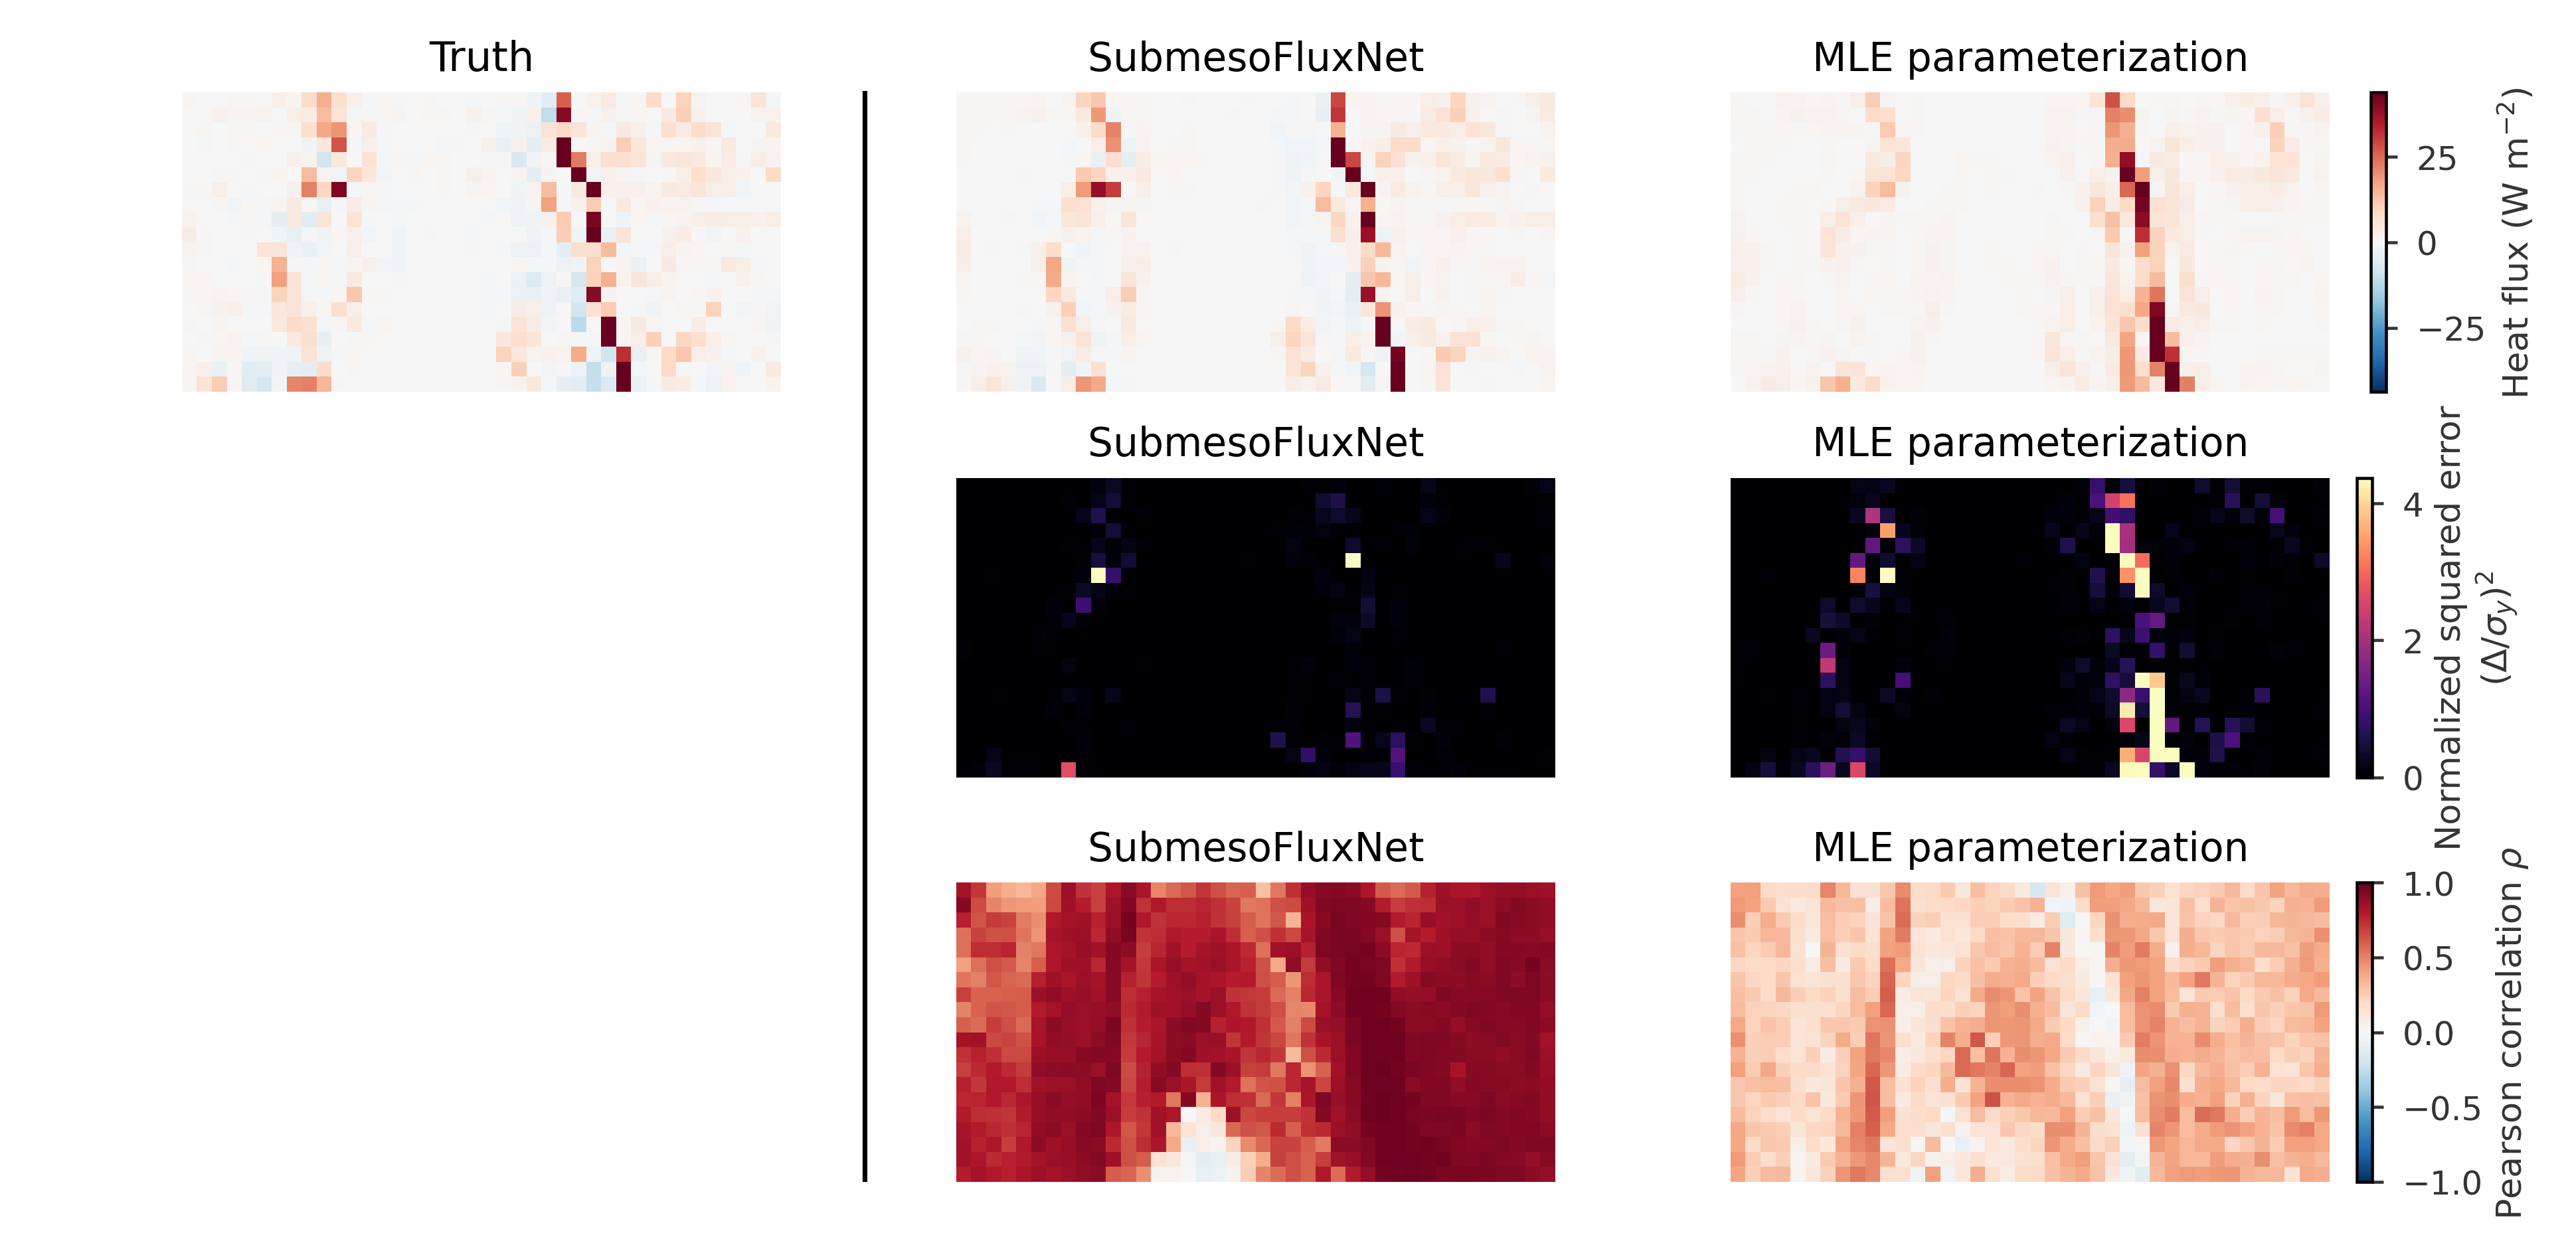 Truth
SubmesoFluxNet
MLE parameterization
25
0
−25
Heat flux (W m⁻²)
SubmesoFluxNet
MLE parameterization
4
2
0
Normalized squared error
(Δ/σ_y)²
SubmesoFluxNet
MLE parameterization
1.0
0.5
0.0
−0.5
−1.0
Pearson correlation ρ